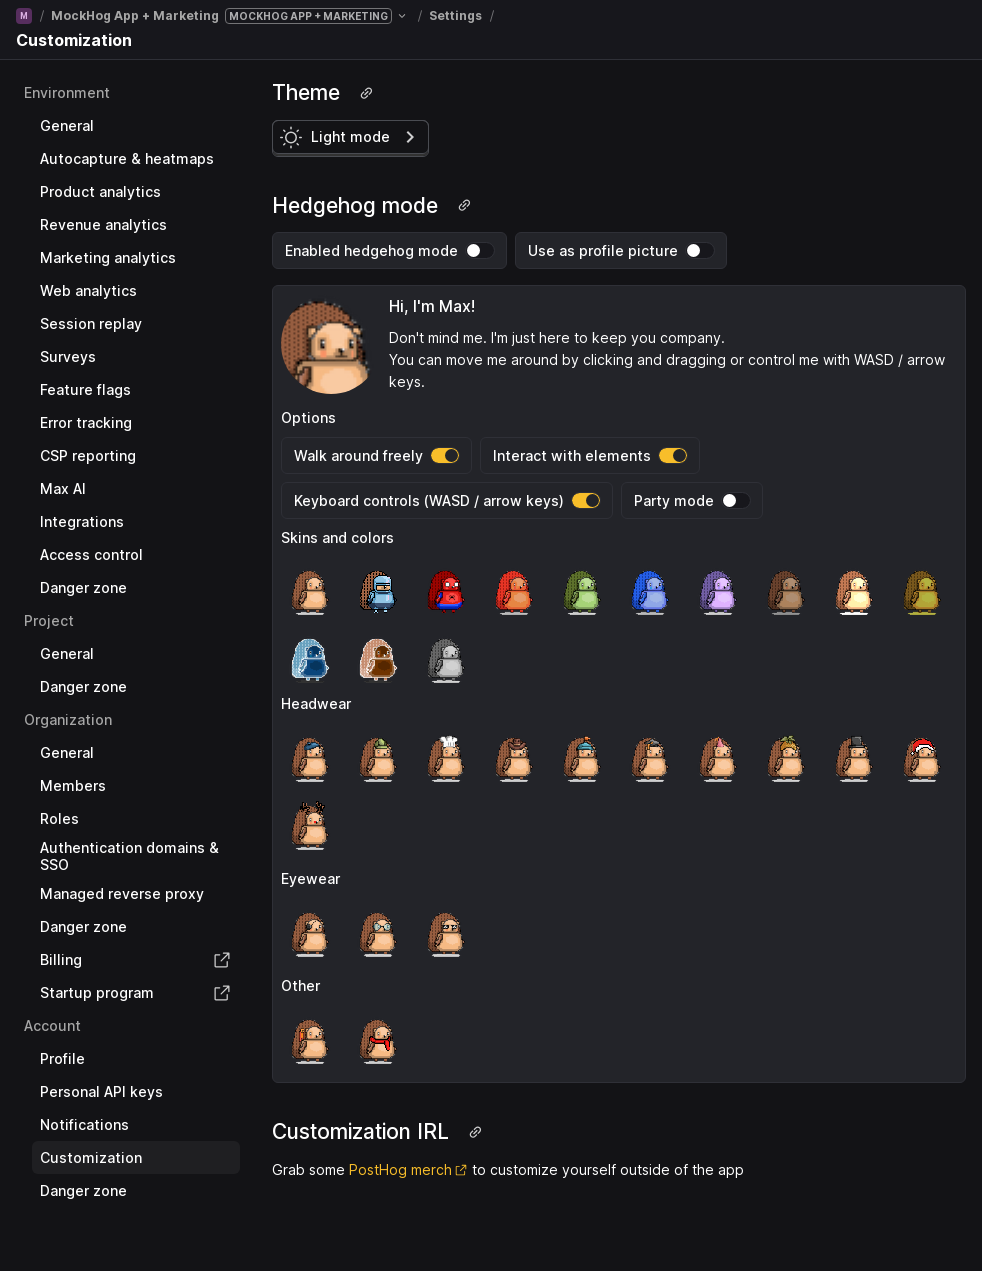 M / MockHog App + Marketing MOCKHOG APP + MARKETING / Settings /
Customization
Environment
General
Autocapture & heatmaps
Product analytics
Revenue analytics
Marketing analytics
Web analytics
Session replay
Surveys
Feature flags
Error tracking
CSP reporting
Max AI
Integrations
Access control
Danger zone
Project
General
Danger zone
Organization
General
Members
Roles
Authentication domains &
SSO
Managed reverse proxy
Danger zone
Billing
Startup program
Account
Profile
Personal API keys
Notifications
Customization
Danger zone
Theme
Light mode
Hedgehog mode
Enabled hedgehog mode
Use as profile picture
Hi, I'm Max!
Don't mind me. I'm just here to keep you company.
You can move me around by clicking and dragging or control me with WASD / arrow
keys.
Options
Walk around freely
Interact with elements
Keyboard controls (WASD / arrow keys)
Party mode
Skins and colors
Headwear
Eyewear
Other
Customization IRL
Grab some PostHog merch to customize yourself outside of the app